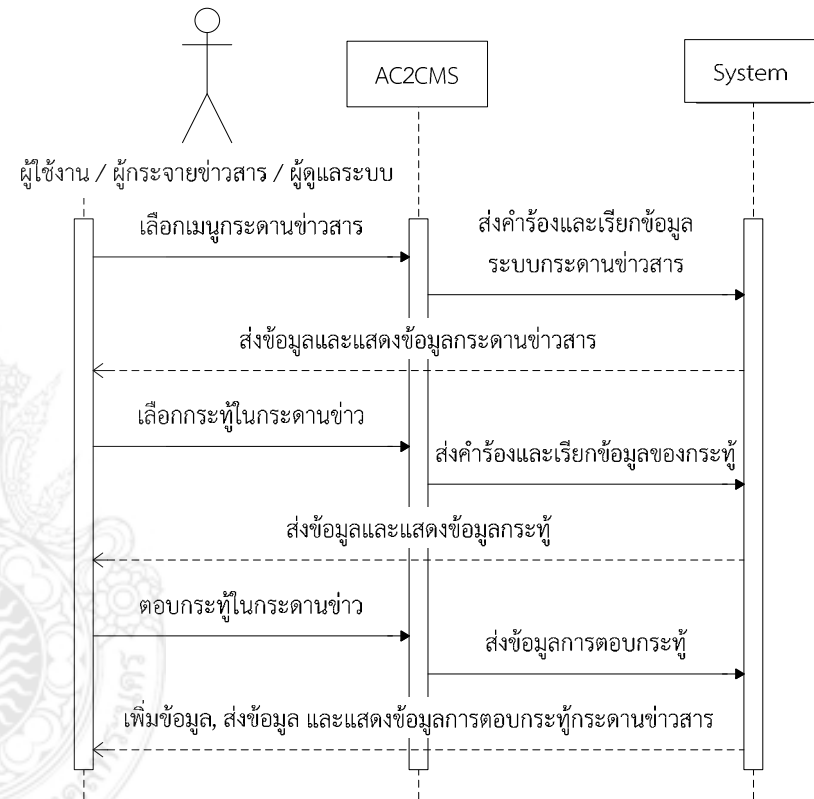 AC2CMS
System
ผู้ใช้งาน / ผู้กระจายข่าวสาร / ผู้ดูแลระบบ
เลือกเมนูกระดานข่าวสาร
ส่งคำร้องและเรียกข้อมูล
ระบบกระดานข่าวสาร
ส่งข้อมูลและแสดงข้อมูลกระดานข่าวสาร
เลือกกระทู้ในกระดานข่าว
ส่งคำร้องและเรียกข้อมูลของกระทู้
ส่งข้อมูลและแสดงข้อมูลกระทู้
ตอบกระทู้ในกระดานข่าว
ส่งข้อมูลการตอบกระทู้
เพิ่มข้อมูล, ส่งข้อมูล และแสดงข้อมูลการตอบกระทู้กระดานข่าวสาร